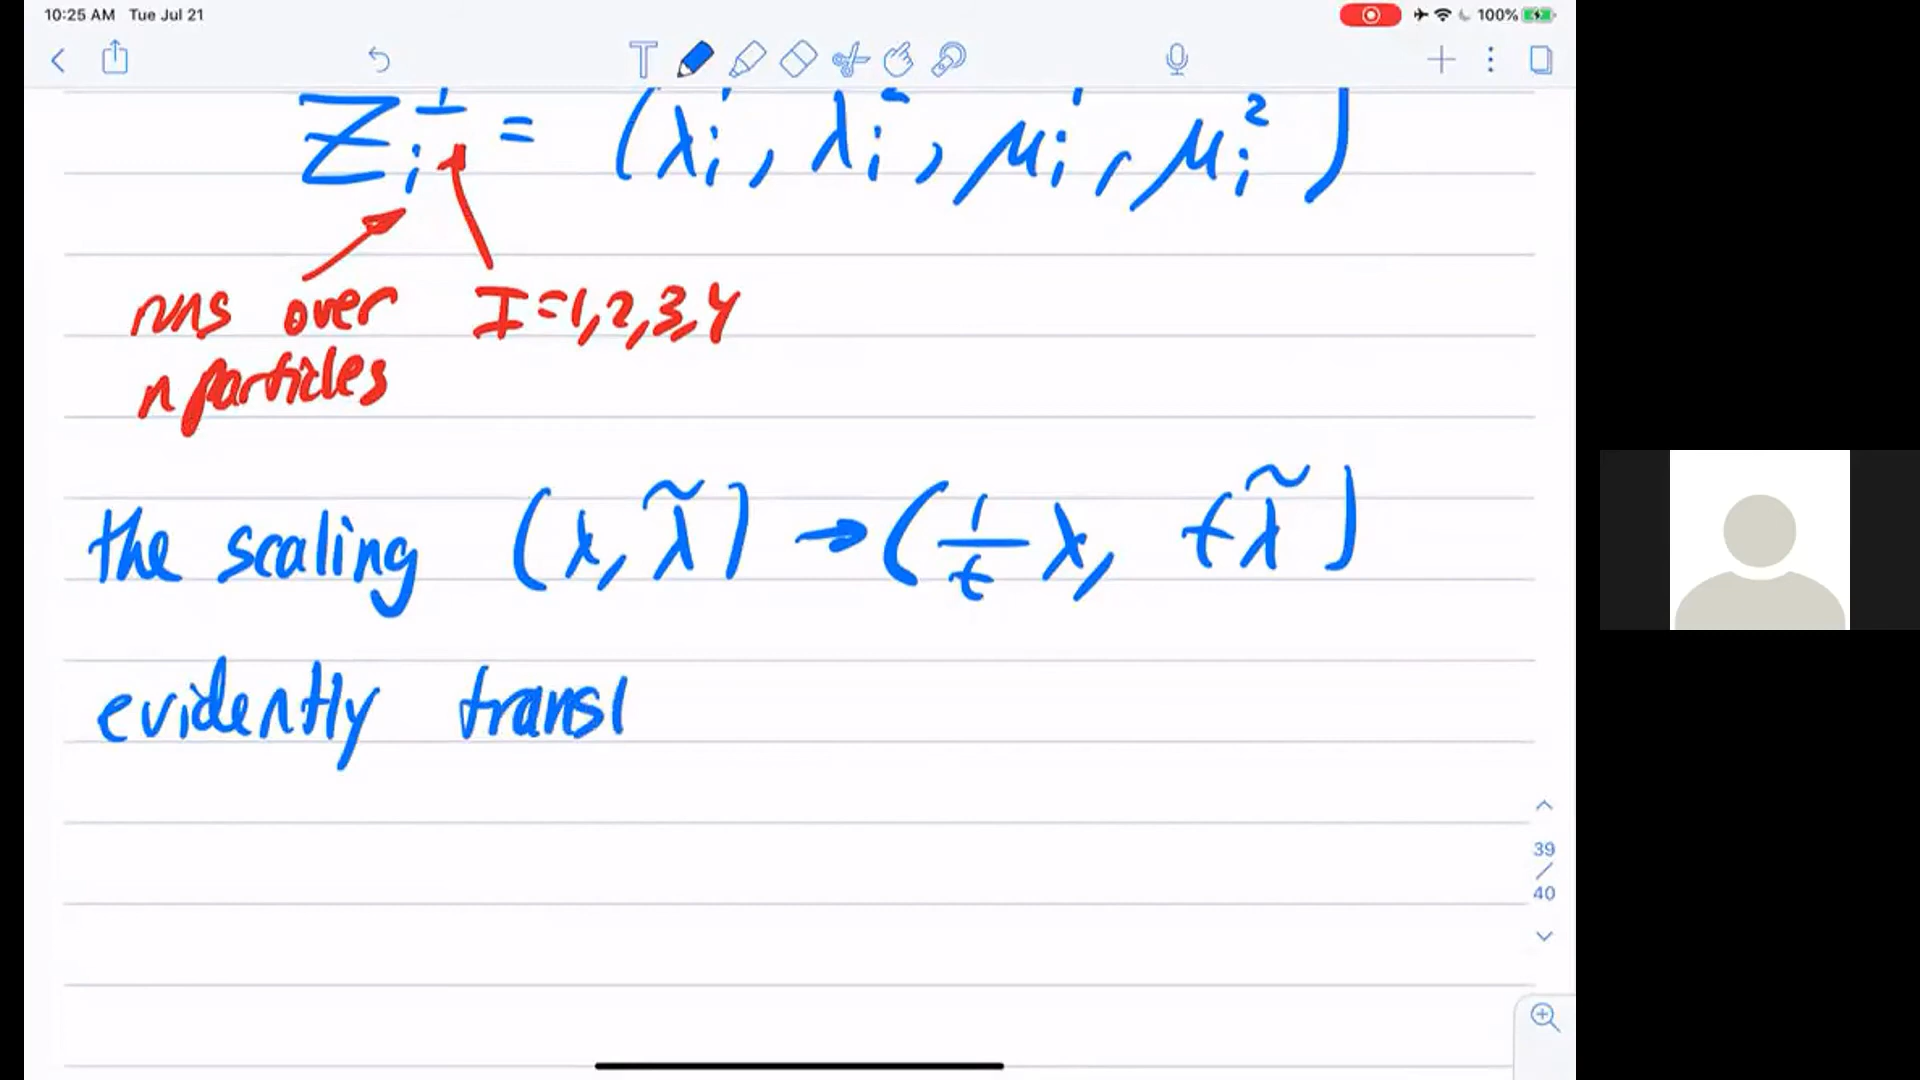 10:25 AM Tue Jul 21 100%
T
Z_i^I = (λ_i^1, λ_i^2, μ_i^1, μ_i^2)
runs over I=1,2,3,4
n particles
the scaling (λ, λ̃) → (1/t λ, t λ̃)
evidently transl
39
/
40